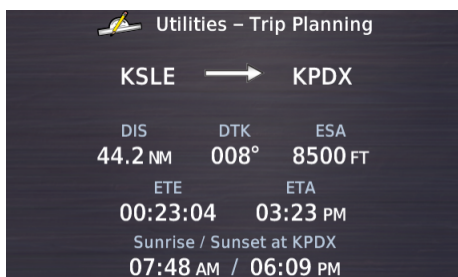 Utilities – Trip Planning
KSLE KPDX
DIS DTK ESA
44.2 NM 008° 8500 FT
ETE ETA
00:23:04 03:23 PM
Sunrise / Sunset at KPDX
07:48 AM / 06:09 PM